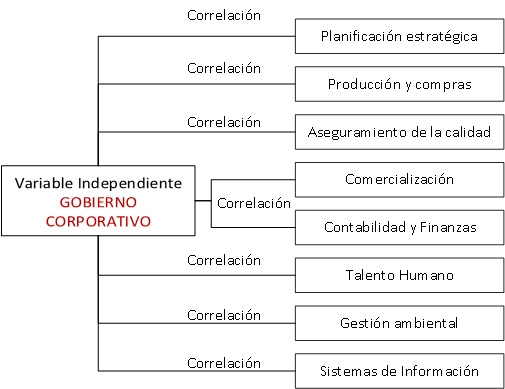 Correlación
Planificación estratégica
Correlación
Producción y compras
Correlación
Aseguramiento de la calidad
Variable Independiente
GOBIERNO
CORPORATIVO
Correlación
Comercialización
Contabilidad y Finanzas
Correlación
Talento Humano
Correlación
Gestión ambiental
Correlación
Sistemas de Información